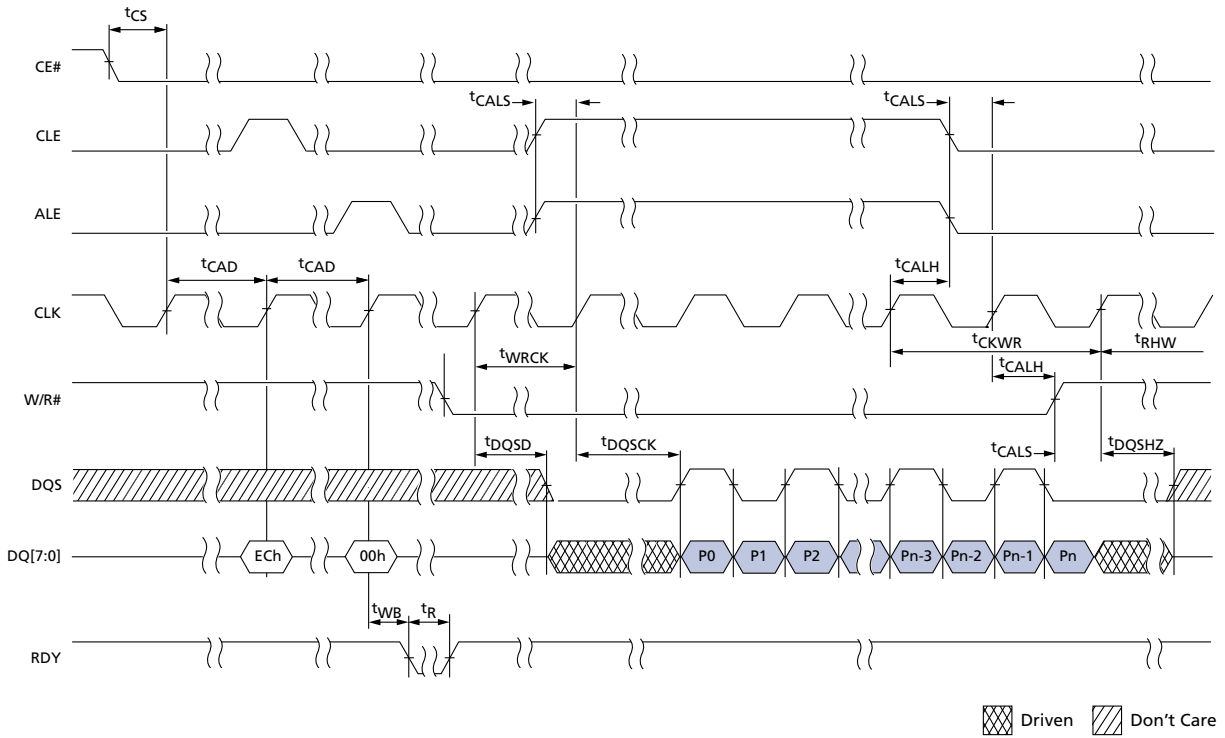 tCS
CE#
tCALS
tCALS
CLE
ALE
tCAD
tCAD
tCALH
CLK
tWRCK
tCKWR
tRHW
tCALH
W/R#
tDQSD
tDQSCK
tCALS
tDQSHZ
DQS
DQ[7:0]
ECh
00h
P0
P1
P2
Pn-3
Pn-2
Pn-1
Pn
tWB
tR
RDY
Driven
Don't Care